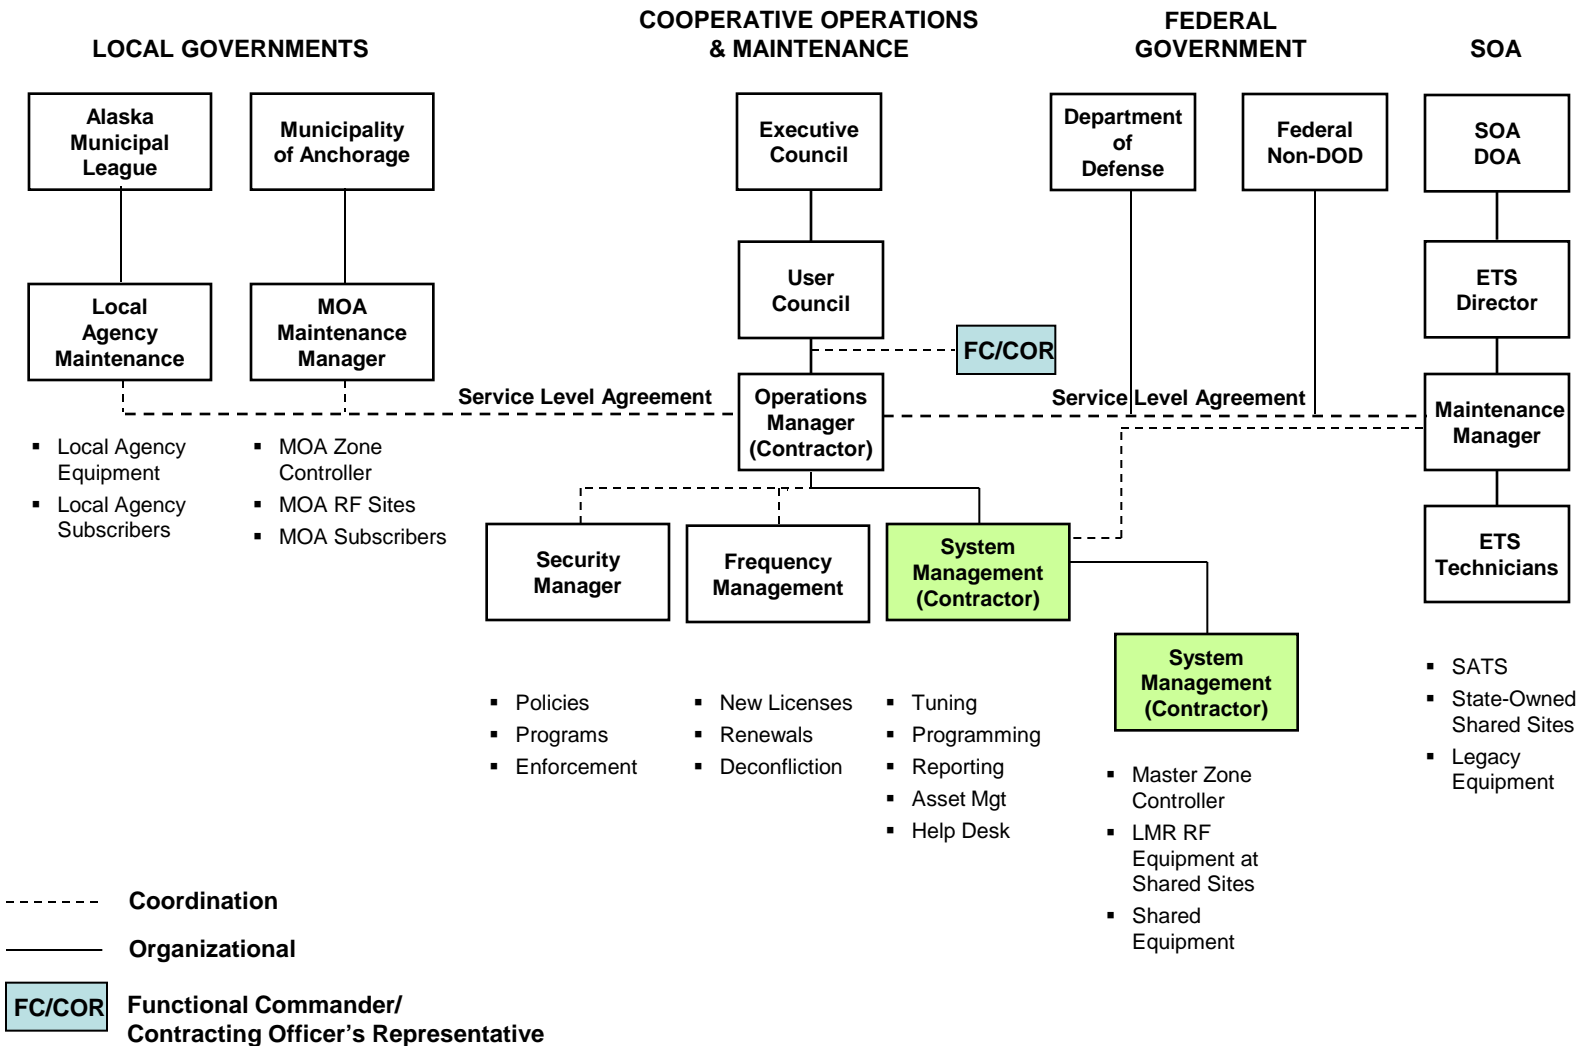 LOCAL GOVERNMENTS
COOPERATIVE OPERATIONS
& MAINTENANCE
FEDERAL
GOVERNMENT
SOA
Alaska
Municipal
League
Municipality
of Anchorage
Executive
Council
Department
of
Defense
Federal
Non-DOD
SOA
DOA
Local
Agency
Maintenance
MOA
Maintenance
Manager
User
Council
ETS
Director
FC/COR
Service Level Agreement
Operations
Manager
(Contractor)
Service Level Agreement
Maintenance
Manager
▪ Local Agency
Equipment
▪ Local Agency
Subscribers
▪ MOA Zone
Controller
▪ MOA RF Sites
▪ MOA Subscribers
Security
Manager
Frequency
Management
System
Management
(Contractor)
ETS
Technicians
System
Management
(Contractor)
▪ Policies
▪ Programs
▪ Enforcement
▪ New Licenses
▪ Renewals
▪ Deconfliction
▪ Tuning
▪ Programming
▪ Reporting
▪ Asset Mgt
▪ Help Desk
▪ Master Zone
Controller
▪ LMR RF
Equipment at
Shared Sites
▪ Shared
Equipment
▪ SATS
▪ State-Owned
Shared Sites
▪ Legacy
Equipment
Coordination
Organizational
FC/COR
Functional Commander/
Contracting Officer’s Representative